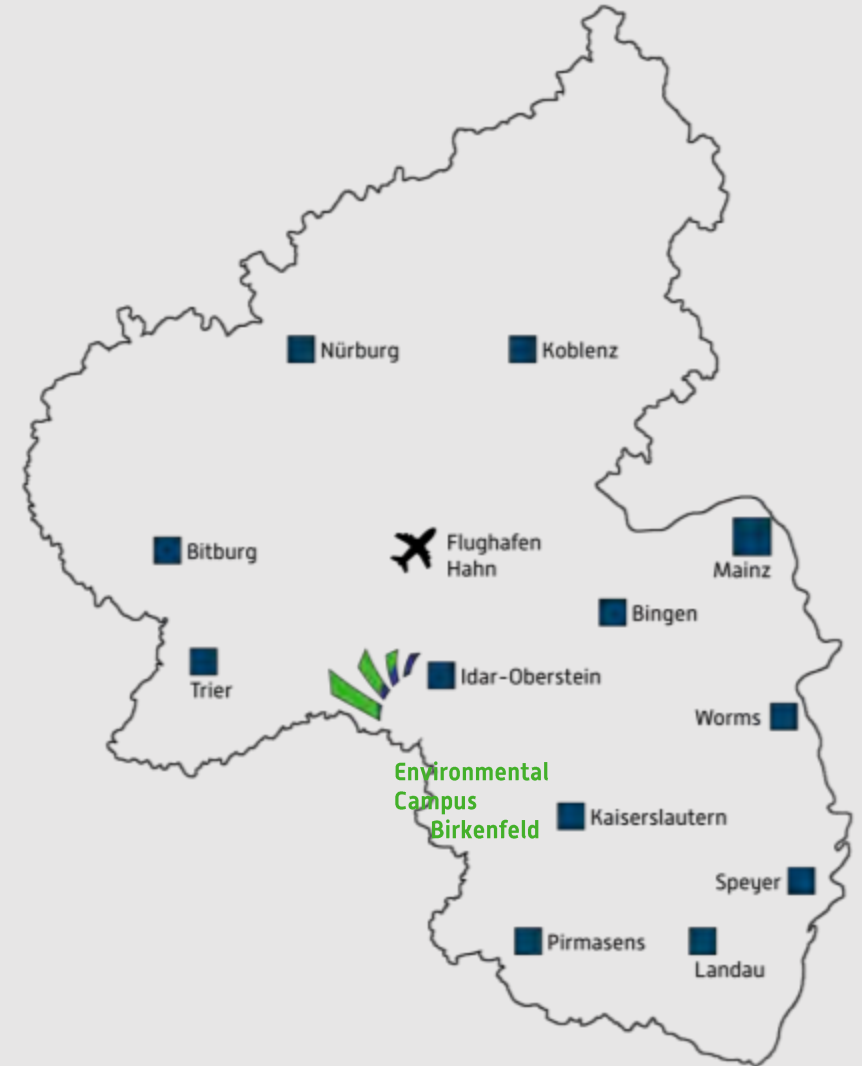 Nürburg
Koblenz
Bitburg
Flughafen
Hahn
Mainz
Bingen
Trier
Idar-Oberstein
Worms
Environmental
Campus
Birkenfeld
Kaiserslautern
Speyer
Pirmasens
Landau